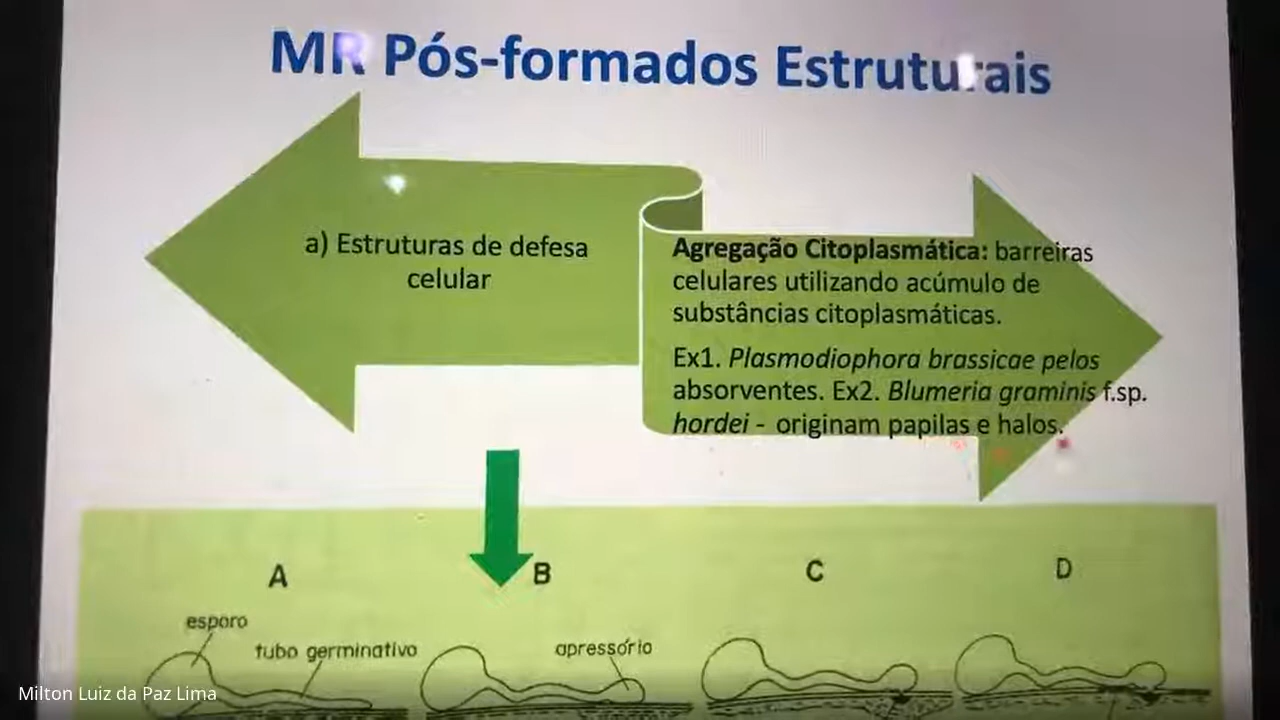 MR Pós-formados Estruturais
a) Estruturas de defesa
celular
Agregação Citoplasmática: barreiras
celulares utilizando acúmulo de
substâncias citoplasmáticas.
Ex1. Plasmodiophora brassicae pelos
absorventes. Ex2. Blumeria graminis f.sp.
hordei - originam papilas e halos.
A
B
C
D
esporo
tubo germinativo
apressório
Milton Luiz da Paz Lima